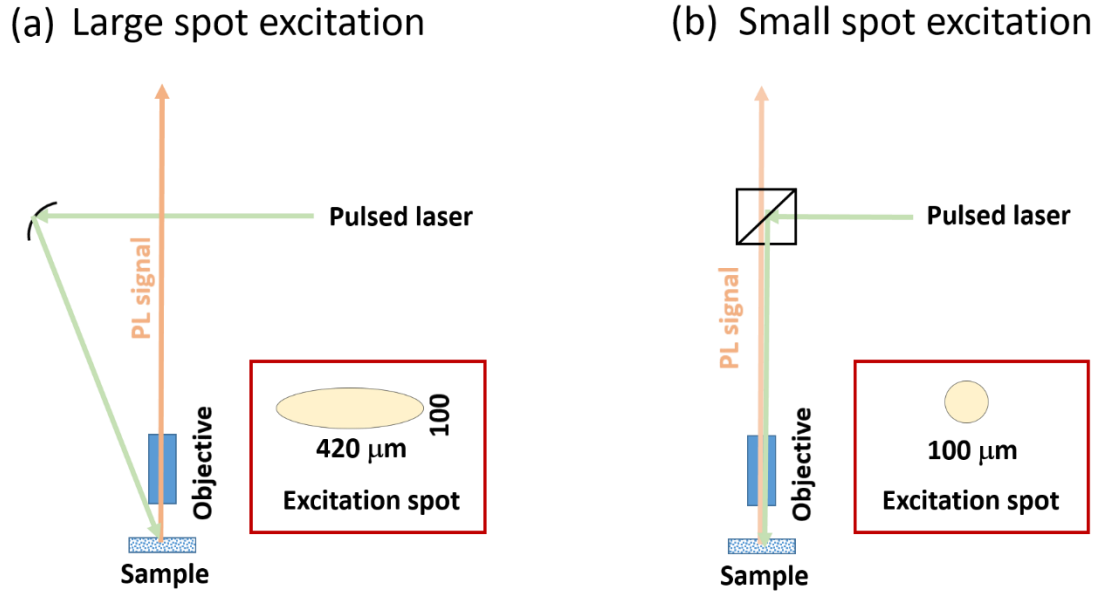 (a) Large spot excitation
Pulsed laser
PL signal
Objective
100
420 μm
Excitation spot
Sample
(b) Small spot excitation
Pulsed laser
PL signal
Objective
100 μm
Excitation spot
Sample